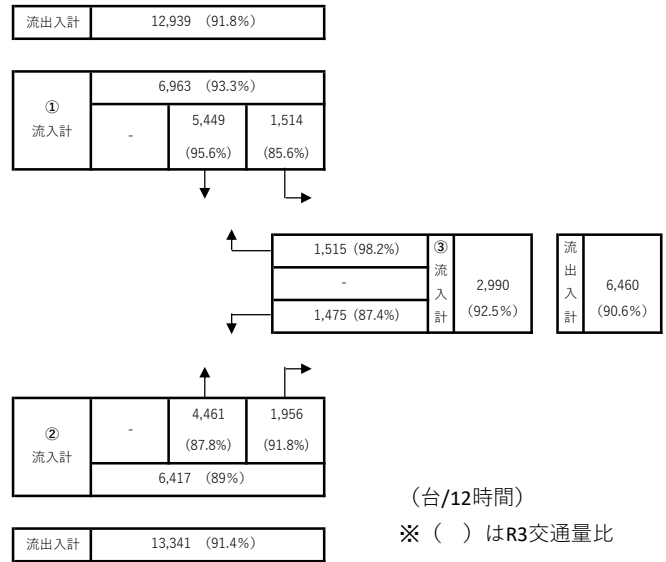 流出入計 12,939 (91.8%)
6,963 (93.3%)
①
流入計
- 5,449 1,514
(95.6%) (85.6%)
1,515 (98.2%)
-
1,475 (87.4%)
③
流
入
計
2,990
(92.5%)
流
出
入
計
6,460
(90.6%)
②
流入計
- 4,461 1,956
(87.8%) (91.8%)
6,417 (89%)
(台/12時間)
※( )はR3交通量比
流出入計 13,341 (91.4%)